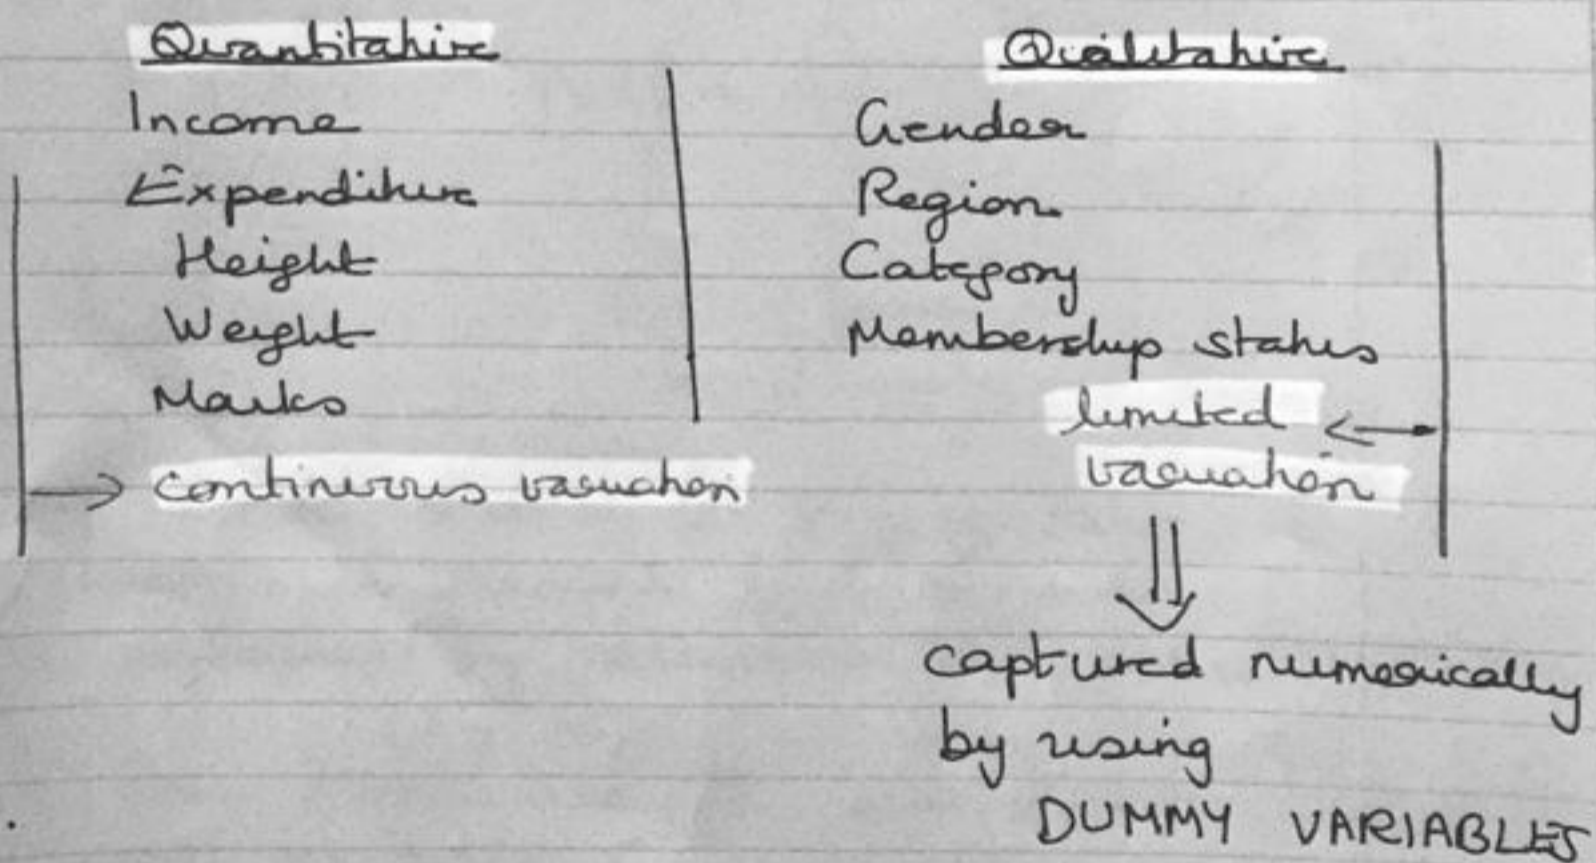 Quantitative
Income
Expenditure
Height
Weight
Marks
→ continuous variation
Qualitative
Gender
Region
Category
Membership status
limited ←
variation
⇓
captured numerically
by using
DUMMY VARIABLES